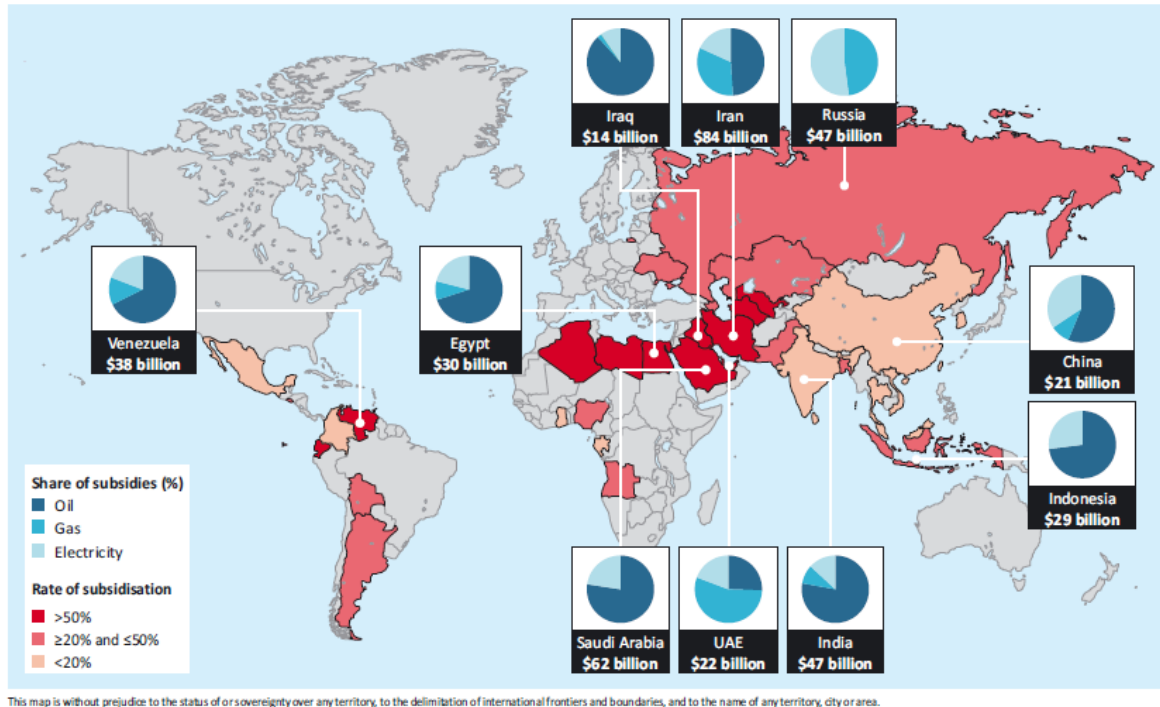 Iraq
$14 billion
Iran
$84 billion
Russia
$47 billion
Venezuela
$38 billion
Egypt
$30 billion
China
$21 billion
Indonesia
$29 billion
Share of subsidies (%)
Oil
Gas
Electricity
Rate of subsidisation
>50%
≥20% and ≤50%
<20%
Saudi Arabia
$62 billion
UAE
$22 billion
India
$47 billion
This map is without prejudice to the status of or sovereignty over any territory, to the delimitation of international frontiers and boundaries, and to the name of any territory, city or area.